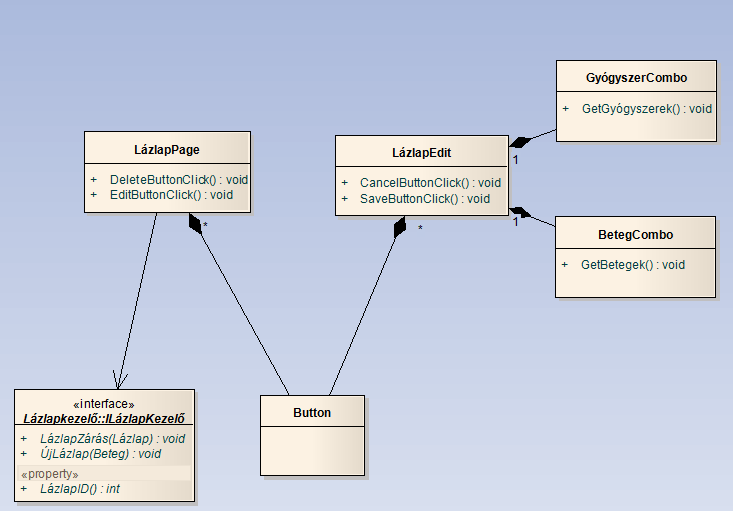 GyógyszerCombo
+ GetGyógyszerek() : void
LázlapPage
+ DeleteButtonClick() : void
+ EditButtonClick() : void
*
LázlapEdit
+ CancelButtonClick() : void
+ SaveButtonClick() : void
*
1
1
BetegCombo
+ GetBetegek() : void
«interface»
Lázlapkezelő::ILázlapKezelő
+ LázlapZárás(Lázlap) : void
+ ÚjLázlap(Beteg) : void
«property»
+ LázlapID() : int
Button